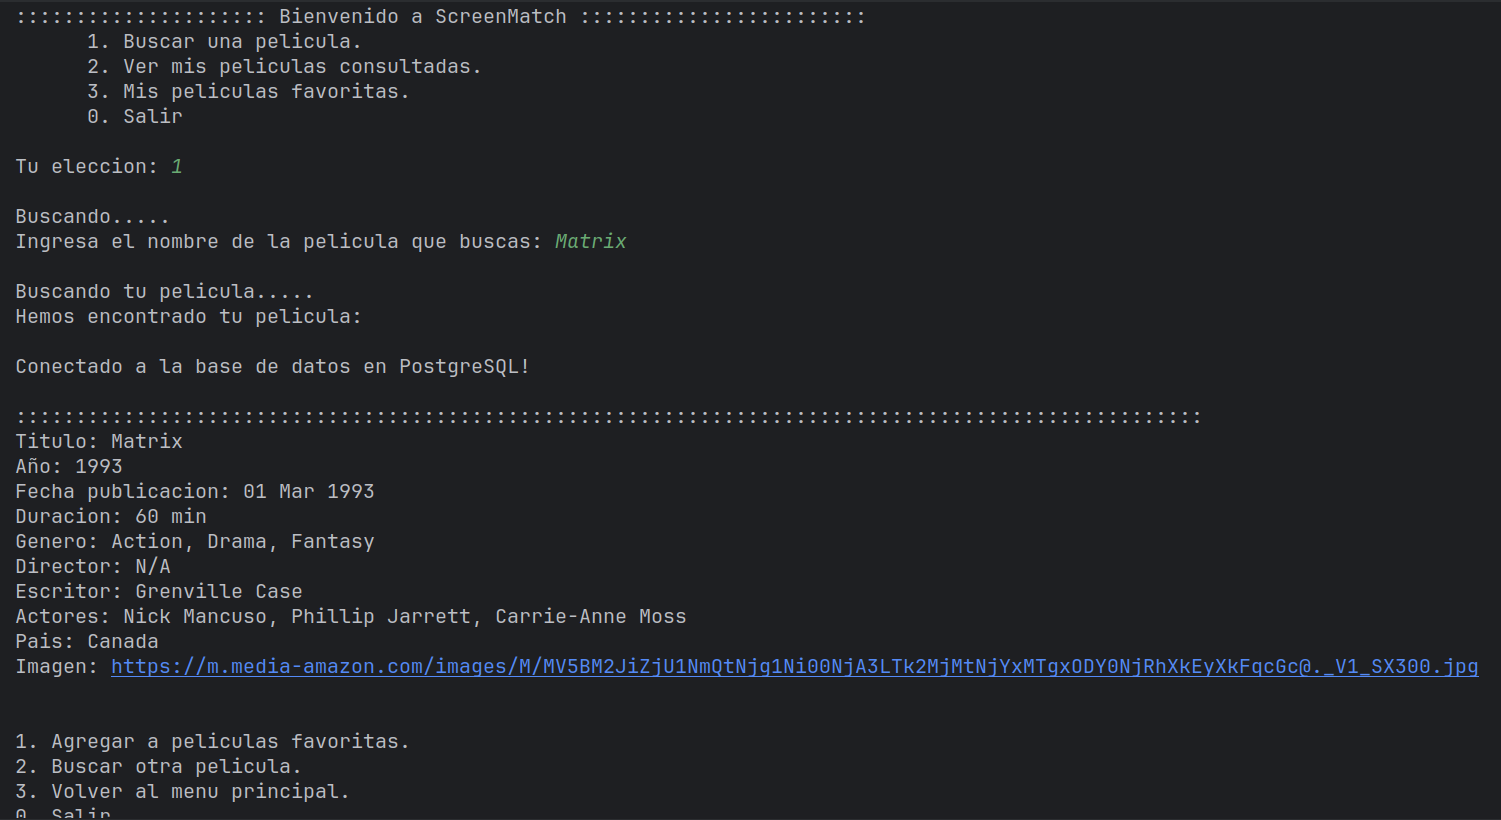 ::::::::::::::::::::: Bienvenido a ScreenMatch ::::::::::::::::::::::::
1. Buscar una pelicula.
2. Ver mis peliculas consultadas.
3. Mis peliculas favoritas.
0. Salir
Tu eleccion: 1
Buscando.....
Ingresa el nombre de la pelicula que buscas: Matrix
Buscando tu pelicula.....
Hemos encontrado tu pelicula:
Conectado a la base de datos en PostgreSQL!
:::::::::::::::::::::::::::::::::::::::::::::::::::::::::::::::::::::::::::::::::::::::::::::::::::
Titulo: Matrix
Año: 1993
Fecha publicacion: 01 Mar 1993
Duracion: 60 min
Genero: Action, Drama, Fantasy
Director: N/A
Escritor: Grenville Case
Actores: Nick Mancuso, Phillip Jarrett, Carrie-Anne Moss
Pais: Canada
Imagen: https://m.media-amazon.com/images/M/MV5BM2JiZjU1NmQtNjg1Ni00NjA3LTk2MjMtNjYxMTgxODY0NjRhXkEyXkFqcGc@._V1_SX300.jpg
1. Agregar a peliculas favoritas.
2. Buscar otra pelicula.
3. Volver al menu principal.
0. Salir